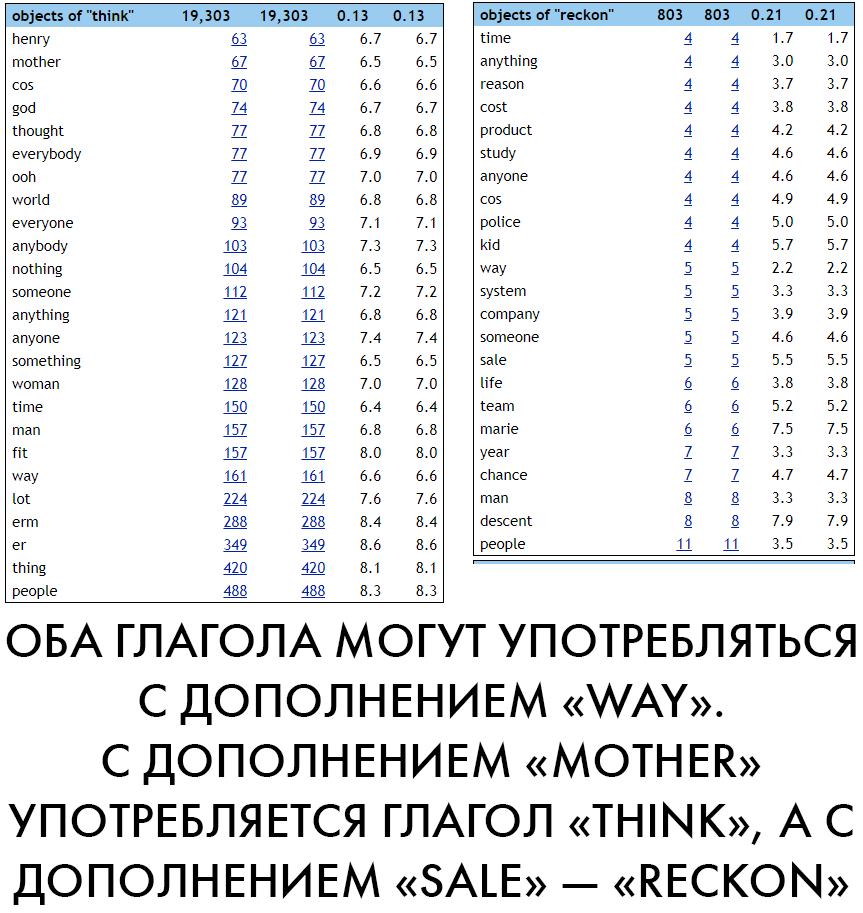 objects of "think" 19,303 19,303 0.13 0.13
henry 63 63 6.7 6.7
mother 67 67 6.5 6.5
cos 70 70 6.6 6.6
god 74 74 6.7 6.7
thought 77 77 6.8 6.8
everybody 77 77 6.9 6.9
ooh 77 77 7.0 7.0
world 89 89 6.8 6.8
everyone 93 93 7.1 7.1
anybody 103 103 7.3 7.3
nothing 104 104 6.5 6.5
someone 112 112 7.2 7.2
anything 121 121 6.8 6.8
anyone 123 123 7.4 7.4
something 127 127 6.5 6.5
woman 128 128 7.0 7.0
time 150 150 6.4 6.4
man 157 157 6.8 6.8
fit 157 157 8.0 8.0
way 161 161 6.6 6.6
lot 224 224 7.6 7.6
erm 288 288 8.4 8.4
er 349 349 8.6 8.6
thing 420 420 8.1 8.1
people 488 488 8.3 8.3
objects of "reckon" 803 803 0.21 0.21
time 4 4 1.7 1.7
anything 4 4 3.0 3.0
reason 4 4 3.7 3.7
cost 4 4 3.8 3.8
product 4 4 4.2 4.2
study 4 4 4.6 4.6
anyone 4 4 4.6 4.6
cos 4 4 4.9 4.9
police 4 4 5.0 5.0
kid 4 4 5.7 5.7
way 5 5 2.2 2.2
system 5 5 3.3 3.3
company 5 5 3.9 3.9
someone 5 5 4.6 4.6
sale 5 5 5.5 5.5
life 6 6 3.8 3.8
team 6 6 5.2 5.2
marie 6 6 7.5 7.5
year 7 7 3.3 3.3
chance 7 7 4.7 4.7
man 8 8 3.3 3.3
descent 8 8 7.9 7.9
people 11 11 3.5 3.5
ОБА ГЛАГОЛА МОГУТ УПОТРЕБЛЯТЬСЯ
С ДОПОЛНЕНИЕМ «WAY».
С ДОПОЛНЕНИЕМ «MOTHER»
УПОТРЕБЛЯЕТСЯ ГЛАГОЛ «THINK», А С
ДОПОЛНЕНИЕМ «SALE» — «RECKON»